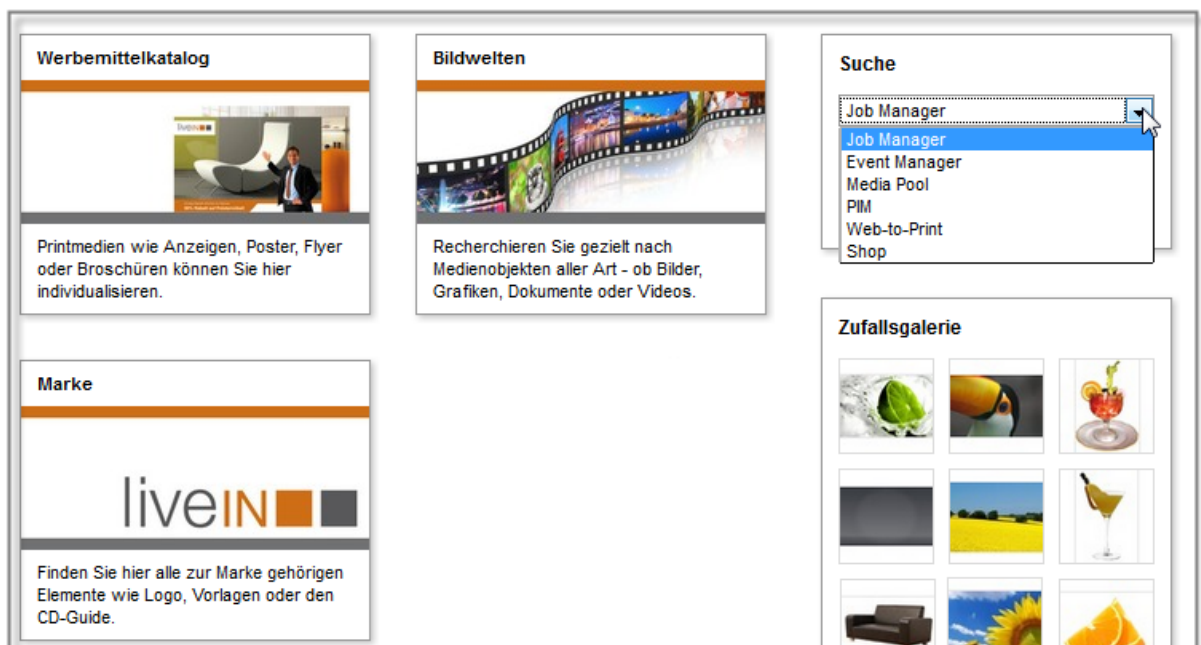 Werbemittelkatalog
liveIN
Printmedien wie Anzeigen, Poster, Flyer
oder Broschüren können Sie hier
individualisieren.
Bildwelten
Recherchieren Sie gezielt nach
Medienobjekten aller Art - ob Bilder,
Grafiken, Dokumente oder Videos.
Suche
Job Manager
Job Manager
Event Manager
Media Pool
PIM
Web-to-Print
Shop
Marke
liveIN
Finden Sie hier alle zur Marke gehörigen
Elemente wie Logo, Vorlagen oder den
CD-Guide.
Zufallsgalerie